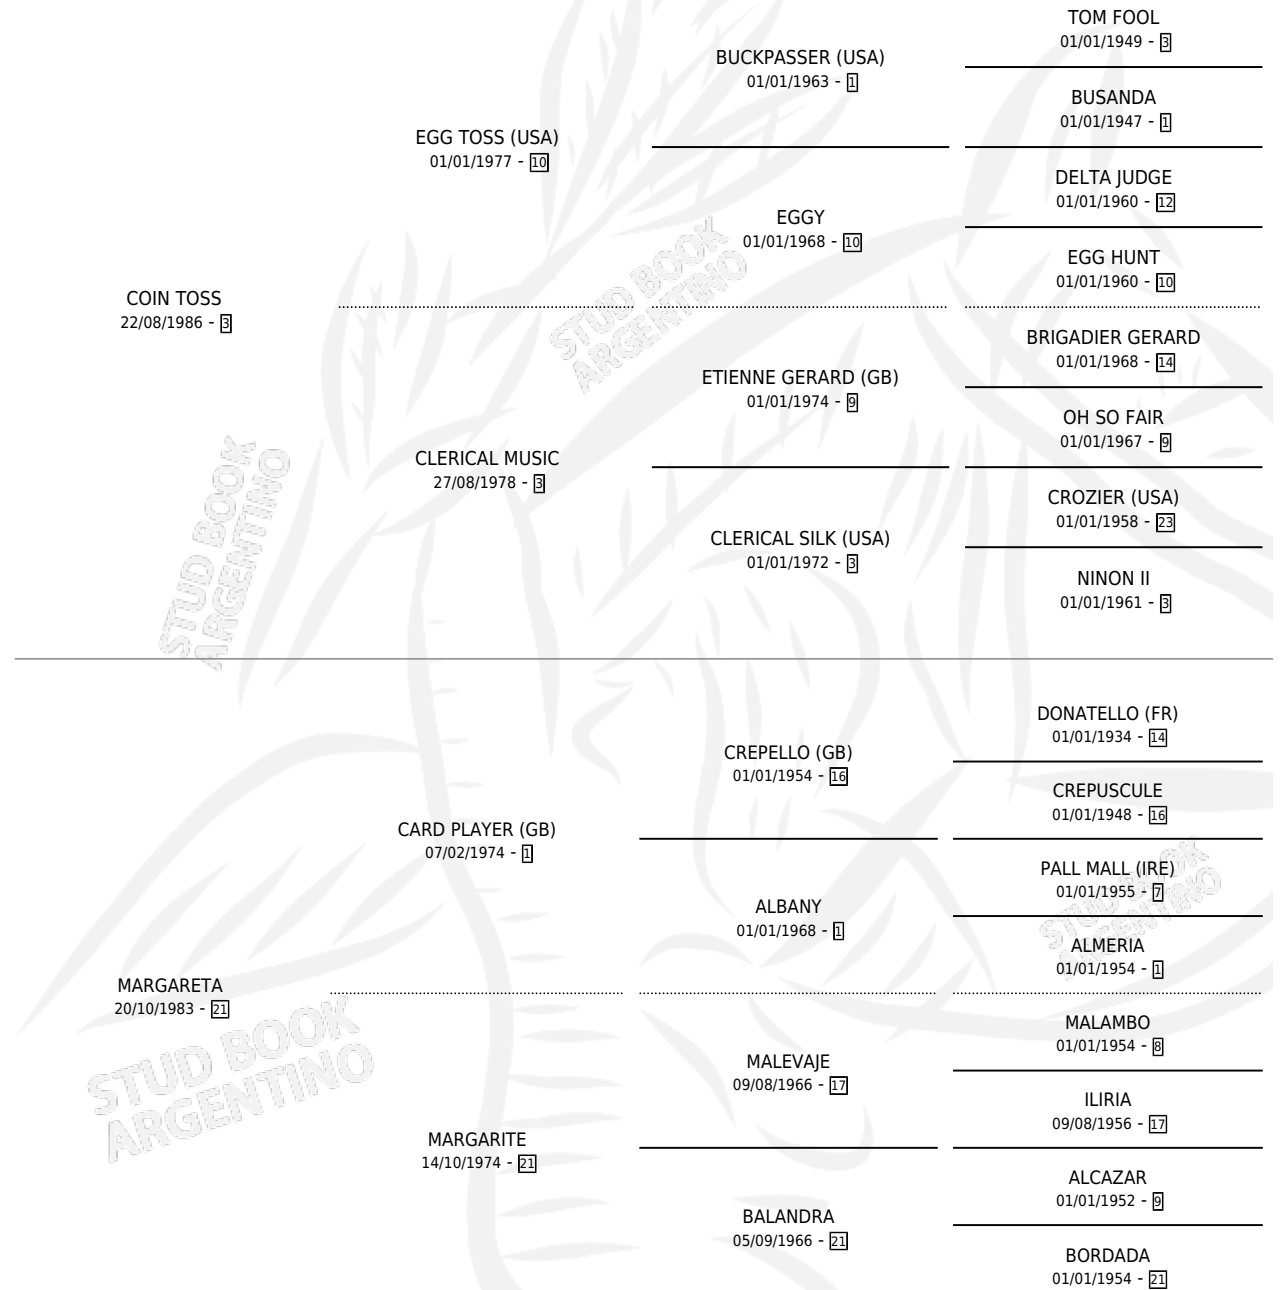 TOM FOOL
01/01/1949 - 3
BUCKPASSER (USA)
01/01/1963 - 1
BUSANDA
01/01/1947 - 1
EGG TOSS (USA)
01/01/1977 - 10
DELTA JUDGE
01/01/1960 - 12
EGGY
01/01/1968 - 10
EGG HUNT
01/01/1960 - 10
COIN TOSS
22/08/1986 - 3
BRIGADIER GERARD
01/01/1968 - 14
ETIENNE GERARD (GB)
01/01/1974 - 9
OH SO FAIR
01/01/1967 - 9
CLERICAL MUSIC
27/08/1978 - 3
CROZIER (USA)
01/01/1958 - 23
CLERICAL SILK (USA)
01/01/1972 - 3
NINON II
01/01/1961 - 3
DONATELLO (FR)
01/01/1934 - 14
CREPELLO (GB)
01/01/1954 - 16
CREPUSCULE
01/01/1948 - 16
CARD PLAYER (GB)
07/02/1974 - 1
PALL MALL (IRE)
01/01/1955 - 7
ALBANY
01/01/1968 - 1
ALMERIA
01/01/1954 - 1
MARGARETA
20/10/1983 - 21
MALAMBO
01/01/1954 - 8
MALEVAJE
09/08/1966 - 17
ILIRIA
09/08/1956 - 17
MARGARITE
14/10/1974 - 21
ALCAZAR
01/01/1952 - 9
BALANDRA
05/09/1966 - 21
BORDADA
01/01/1954 - 21
STUD BOOK
ARGENTINO
STUD BOOK
ARGENTINO
STUD BOOK
ARGENTINO
STUD BOOK
ARGENTINO